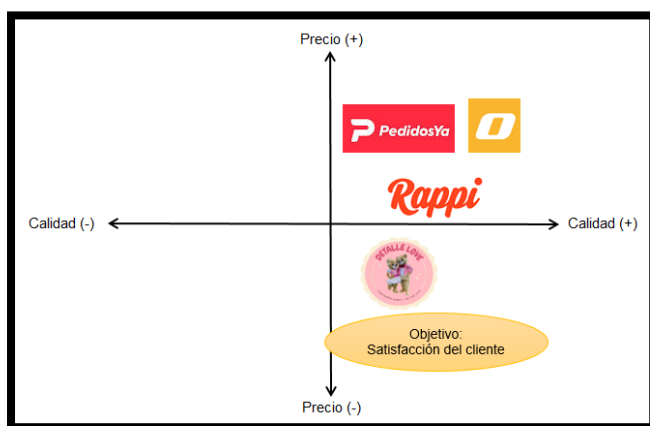 Precio (+)
PedidosYa
Rappi
Calidad (-)
Calidad (+)
DETALLE LOVE
Objetivo:
Satisfacción del cliente
Precio (-)